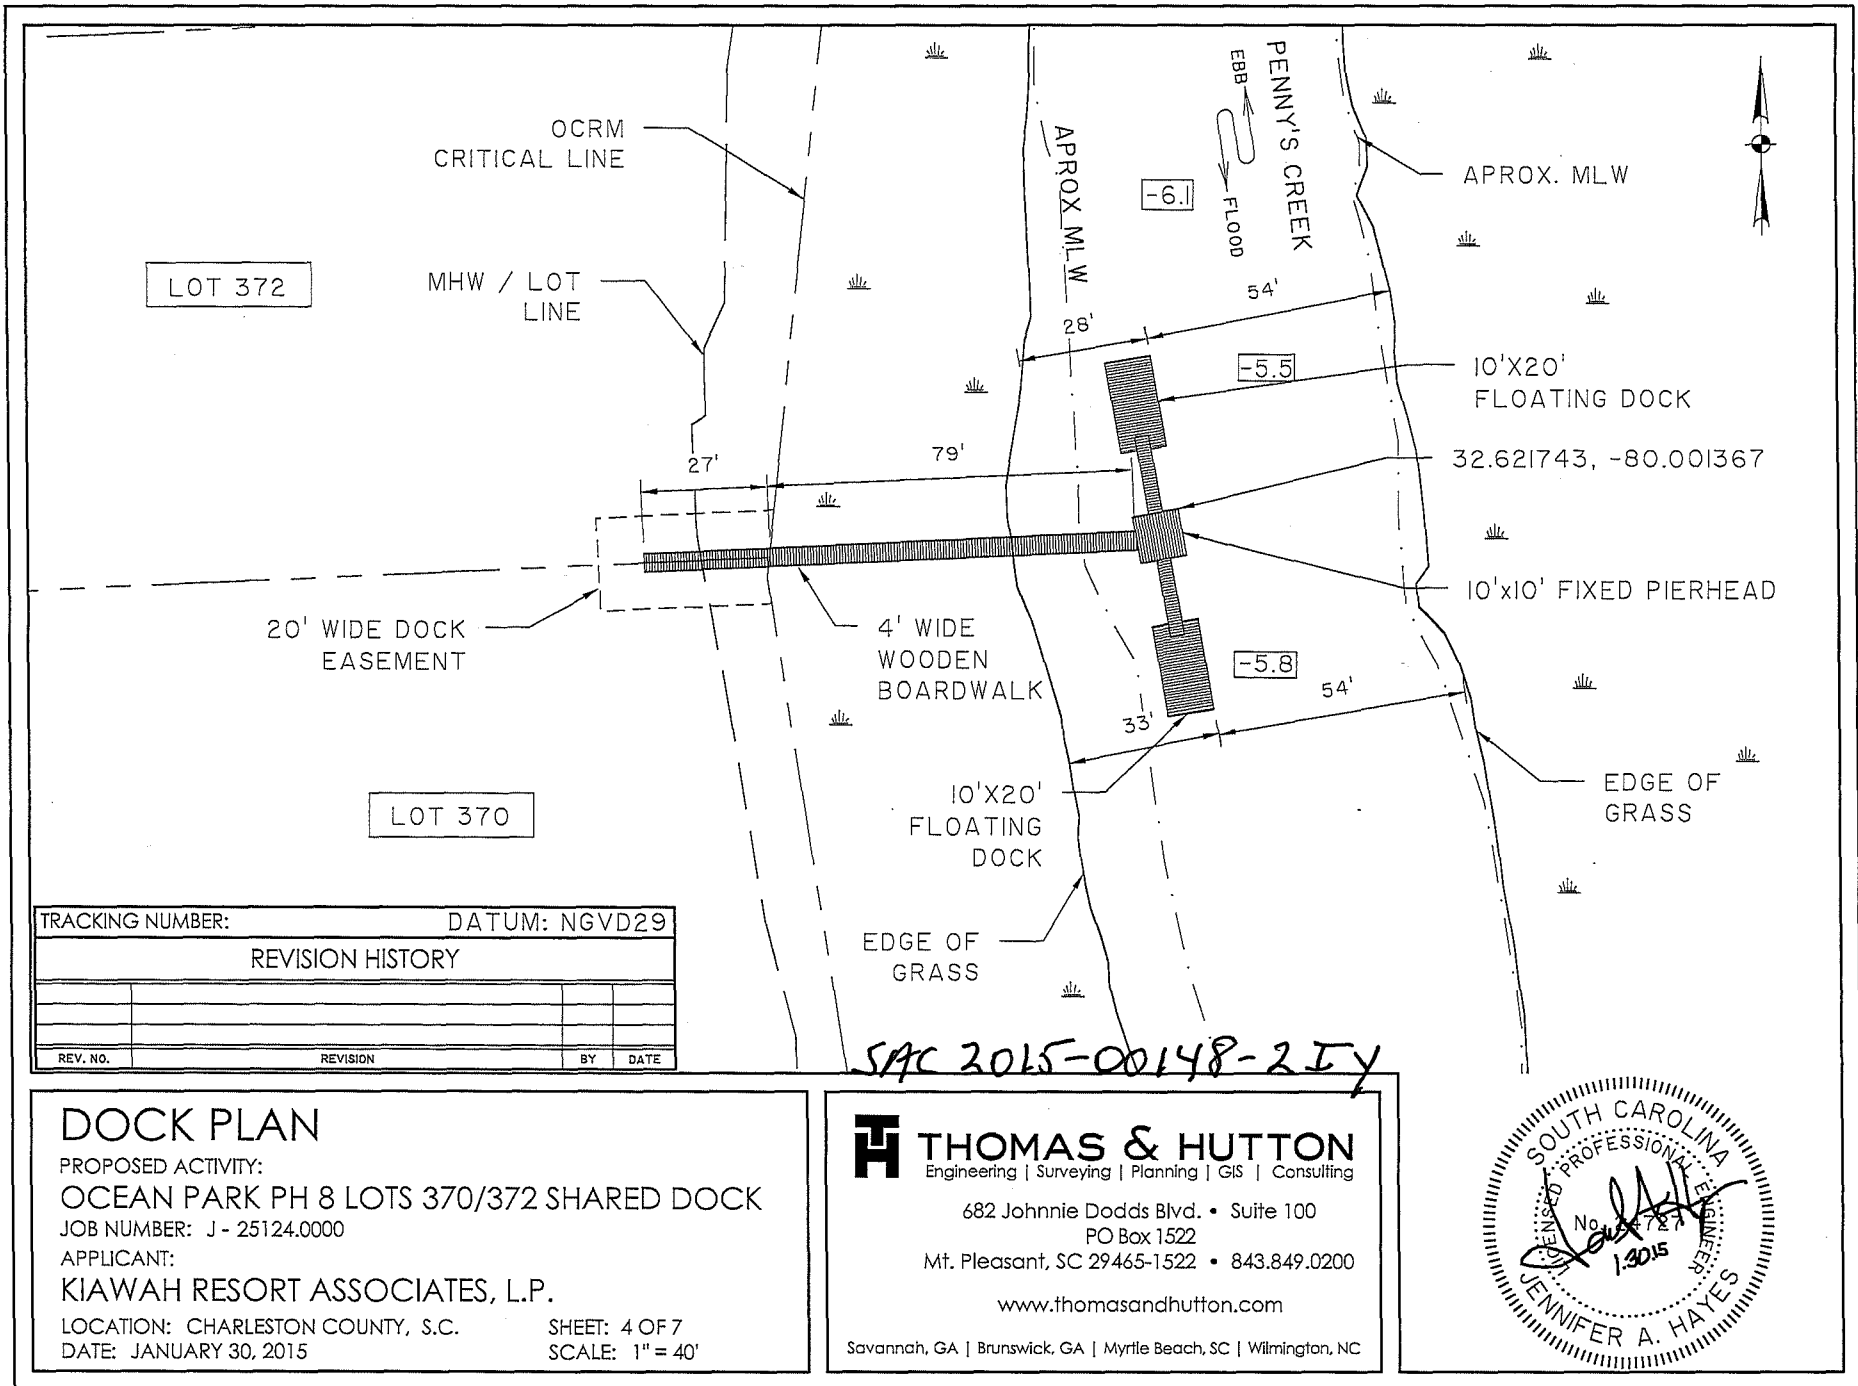 OCRM
CRITICAL LINE
MHW / LOT
LINE
LOT 372
EBB
FLOOD
PENNY'S CREEK
APROX MLW
-6.1
APROX. MLW
54'
28'
-5.5
10'X20'
FLOATING DOCK
32.621743, -80.001367
27'
79'
10'x10' FIXED PIERHEAD
20' WIDE DOCK
EASEMENT
4' WIDE
WOODEN
BOARDWALK
-5.8
54'
33'
10'X20'
FLOATING
DOCK
EDGE OF
GRASS
LOT 370
EDGE OF
GRASS
TRACKING NUMBER: DATUM: NGVD29
REVISION HISTORY
REV. NO. REVISION BY DATE
SAC 2015-00148-2IY
DOCK PLAN
PROPOSED ACTIVITY:
OCEAN PARK PH 8 LOTS 370/372 SHARED DOCK
JOB NUMBER: J - 25124.0000
APPLICANT:
KIAWAH RESORT ASSOCIATES, L.P.
LOCATION: CHARLESTON COUNTY, S.C. SHEET: 4 OF 7
DATE: JANUARY 30, 2015 SCALE: 1" = 40'
TH THOMAS & HUTTON
Engineering | Surveying | Planning | GIS | Consulting
682 Johnnie Dodds Blvd. • Suite 100
PO Box 1522
Mt. Pleasant, SC 29465-1522 • 843.849.0200
www.thomasandhutton.com
Savannah, GA | Brunswick, GA | Myrtle Beach, SC | Wilmington, NC
SOUTH CAROLINA
LICENSED PROFESSIONAL ENGINEER
No. 24727
1.30.15
JENNIFER A. HAYES